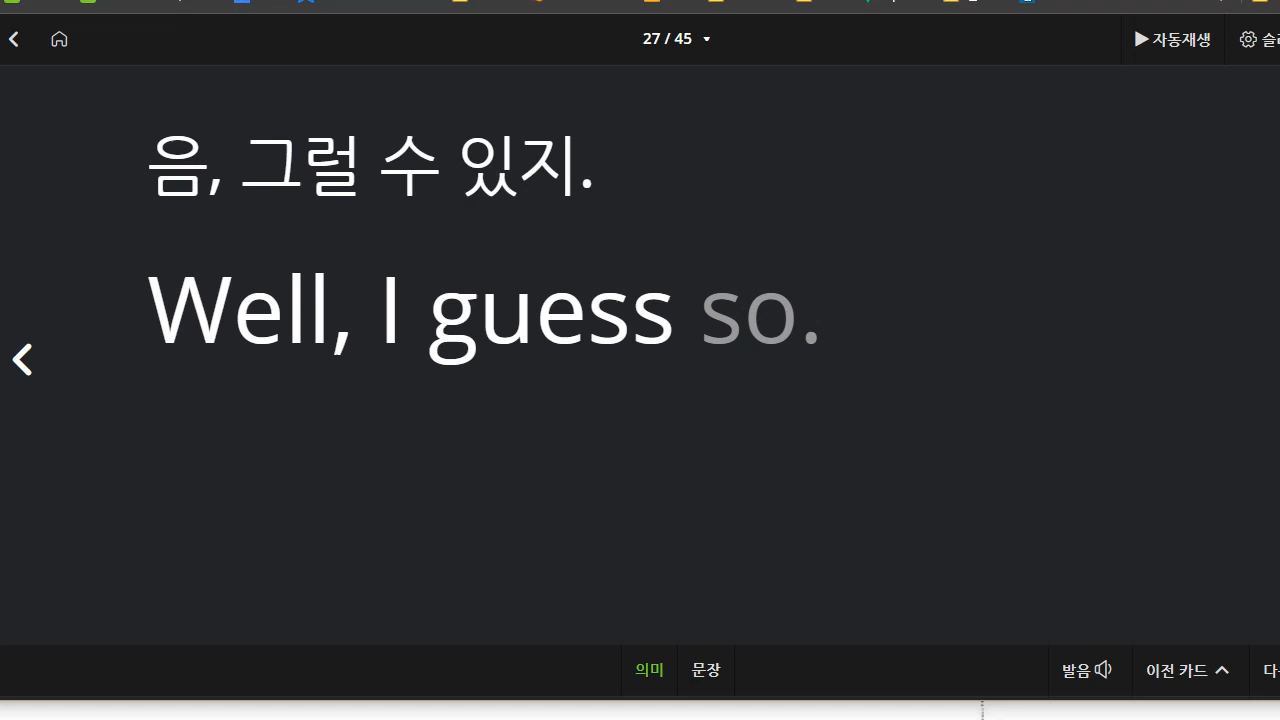 27 / 45
자동재생
음, 그럴 수 있지.
Well, I guess so.
의미
문장
발음
이전 카드